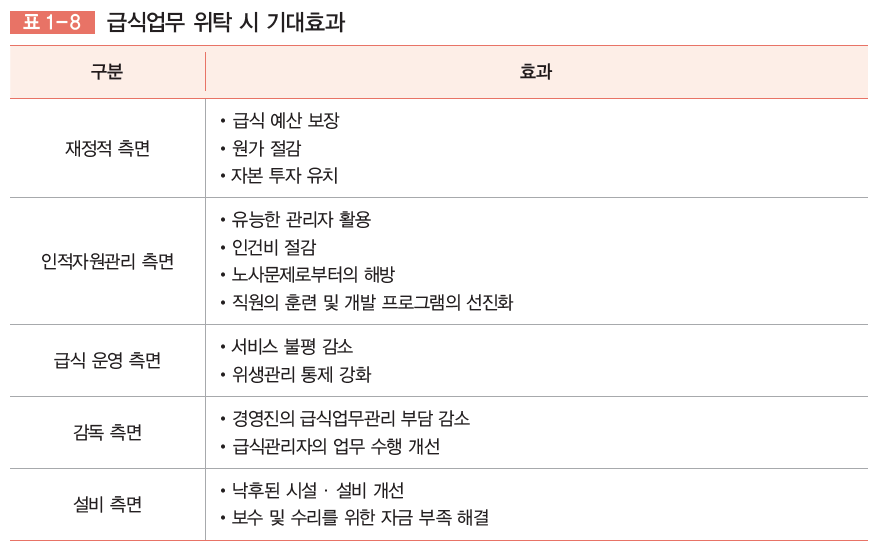 표 1-8 급식업무 위탁 시 기대효과
구분 효과
재정적 측면
• 급식 예산 보장
• 원가 절감
• 자본 투자 유치
인적자원관리 측면
• 유능한 관리자 활용
• 인건비 절감
• 노사문제로부터의 해방
• 직원의 훈련 및 개발 프로그램의 선진화
급식 운영 측면
• 서비스 불평 감소
• 위생관리 통제 강화
감독 측면
• 경영진의 급식업무관리 부담 감소
• 급식관리자의 업무 수행 개선
설비 측면
• 낙후된 시설 · 설비 개선
• 보수 및 수리를 위한 자금 부족 해결